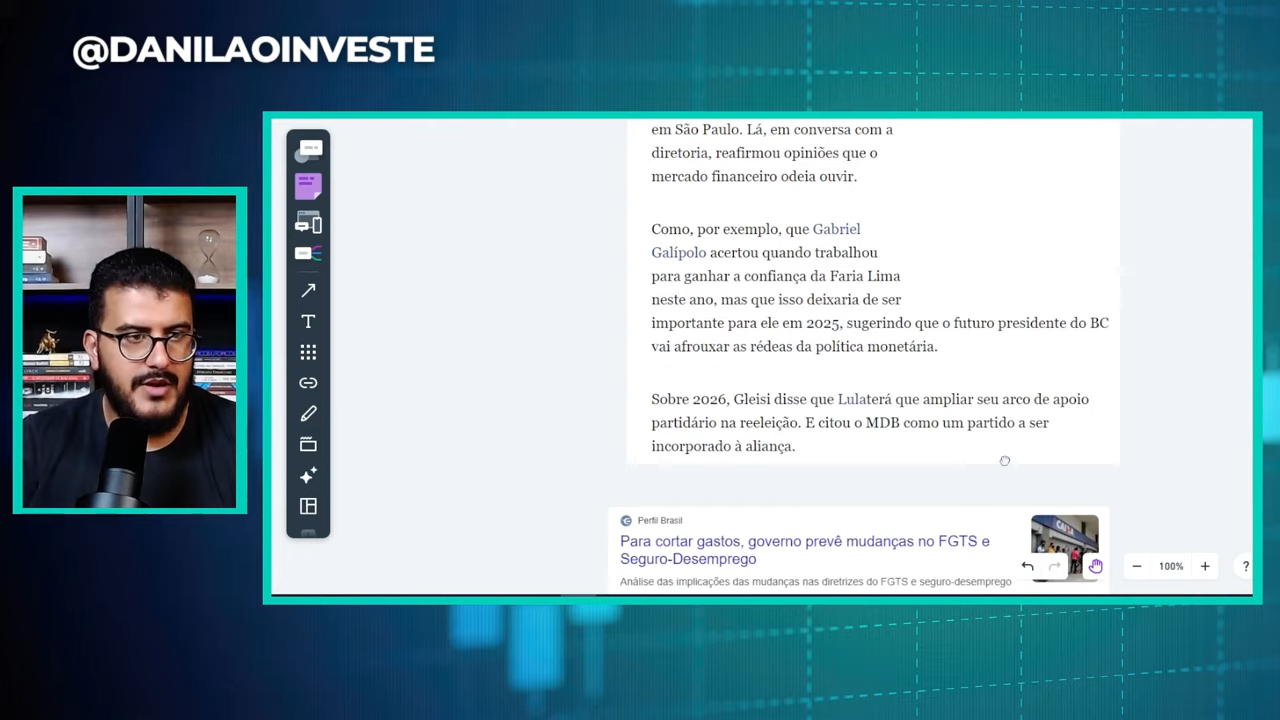 @DANILAOINVESTE
em São Paulo. Lá, em conversa com a
diretoria, reafirmou opiniões que o
mercado financeiro odeia ouvir.
Como, por exemplo, que Gabriel
Galípolo acertou quando trabalhou
para ganhar a confiança da Faria Lima
neste ano, mas que isso deixaria de ser
importante para ele em 2025, sugerindo que o futuro presidente do BC
vai afrouxar as rédeas da política monetária.
Sobre 2026, Gleisi disse que Lulaterá que ampliar seu arco de apoio
partidário na reeleição. E citou o MDB como um partido a ser
incorporado à aliança.
Perfil Brasil
Para cortar gastos, governo prevê mudanças no FGTS e
Seguro-Desemprego
Análise das implicações das mudanças nas diretrizes do FGTS e seguro-desemprego
CAIXA
100%
?